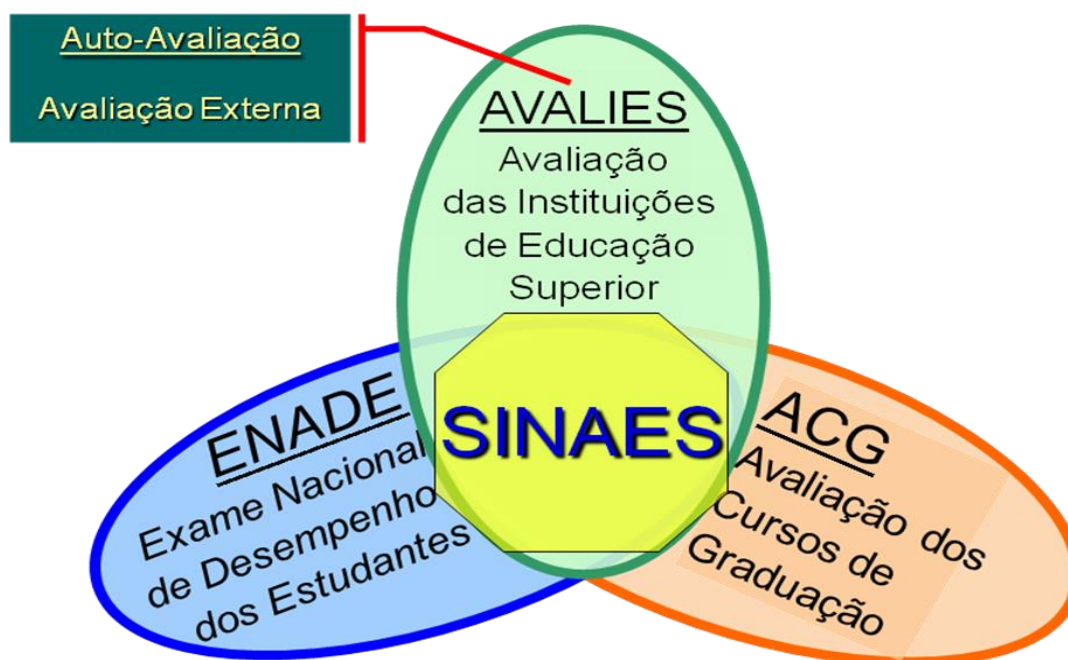 Auto-Avaliação
Avaliação Externa
AVALIES
Avaliação
das Instituições
de Educação
Superior
SINAES
ENADE
Exame Nacional
de Desempenho
dos Estudantes
ACG
Avaliação dos
Cursos de
Graduação